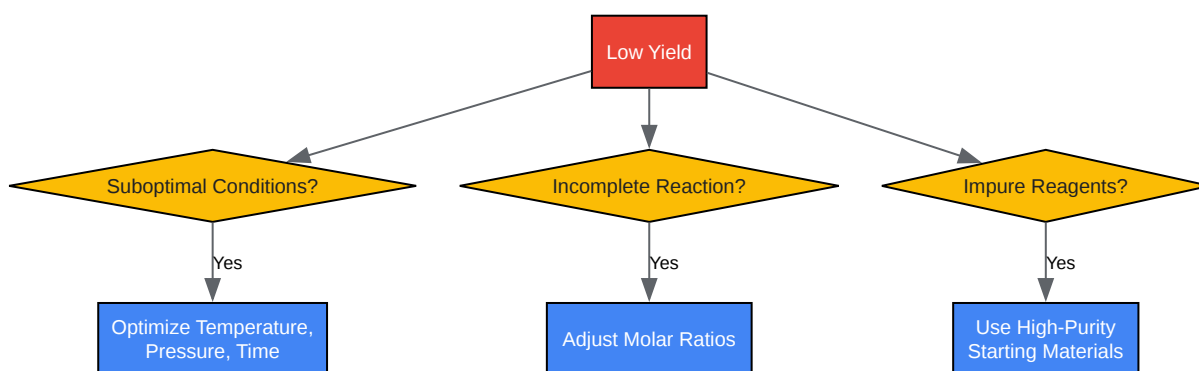 Low Yield
Suboptimal Conditions?
Incomplete Reaction?
Impure Reagents?
Yes
Yes
Yes
Optimize Temperature,
Pressure, Time
Adjust Molar Ratios
Use High-Purity
Starting Materials